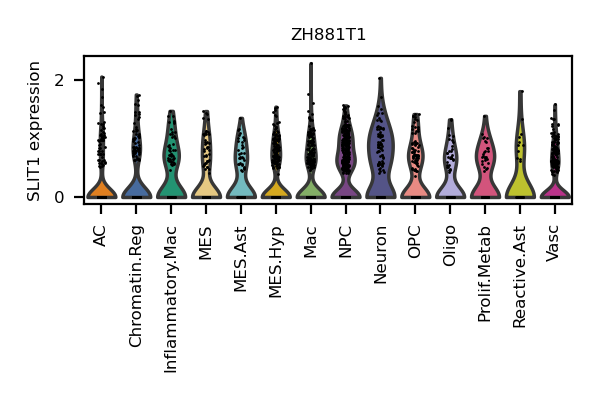 ZH881T1
SLIT1 expression
2
0
AC
Chromatin.Reg
Inflammatory.Mac
MES
MES.Ast
MES.Hyp
Mac
NPC
Neuron
OPC
Oligo
Prolif.Metab
Reactive.Ast
Vasc